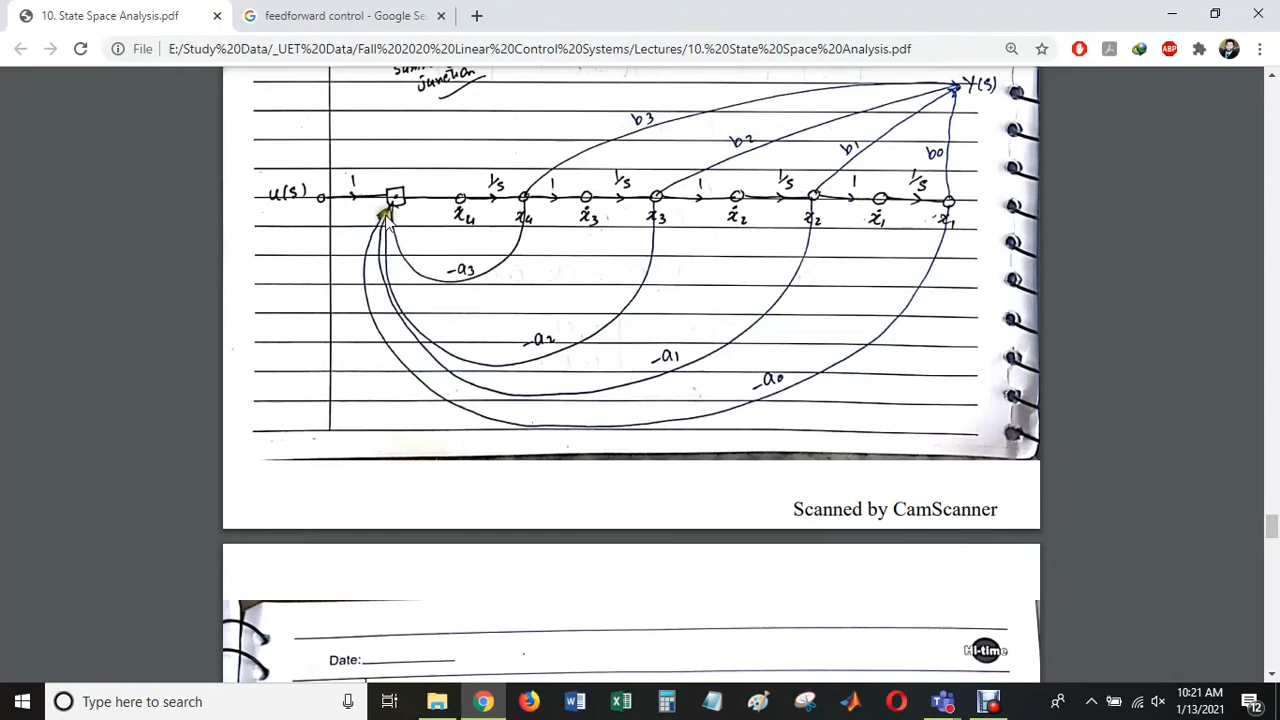 10. State Space Analysis.pdf
feedforward control - Google Se
File E:/Study%20Data/_UET%20Data/Fall%202020%20Linear%20Control%20Systems/Lectures/10.%20State%20Space%20Analysis.pdf
ABP
junction
Y(s)
b3
b2
b1
b0
u(s) 1 1/s 1 1/s 1 1/s 1 1/s
ẋ4 x4 ẋ3 x3 ẋ2 x2 ẋ1 x1
-a3
-a2
-a1
-a0
Scanned by CamScanner
Hi-time
Date:
Type here to search
10:21 AM
1/13/2021
12